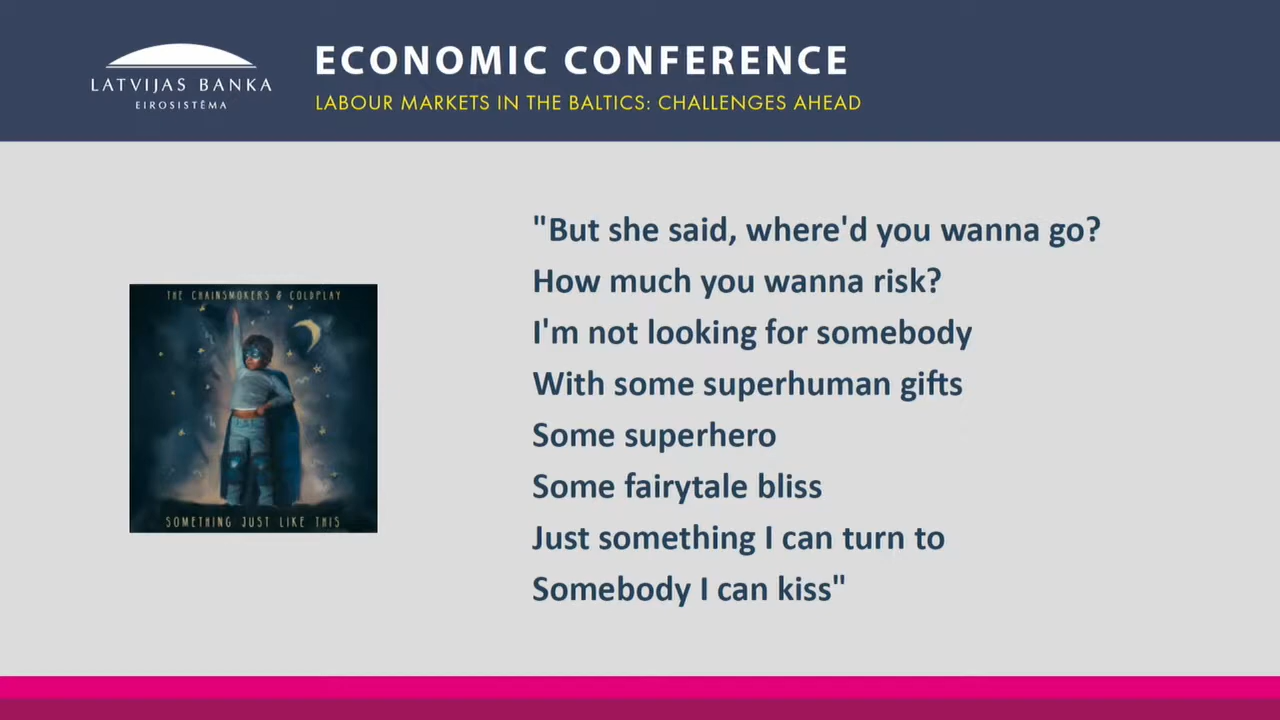 LATVIJAS BANKA
EIROSISTĒMA
ECONOMIC CONFERENCE
LABOUR MARKETS IN THE BALTICS: CHALLENGES AHEAD
THE CHAINSMOKERS & COLDPLAY
SOMETHING JUST LIKE THIS
"But she said, where'd you wanna go?
How much you wanna risk?
I'm not looking for somebody
With some superhuman gifts
Some superhero
Some fairytale bliss
Just something I can turn to
Somebody I can kiss"